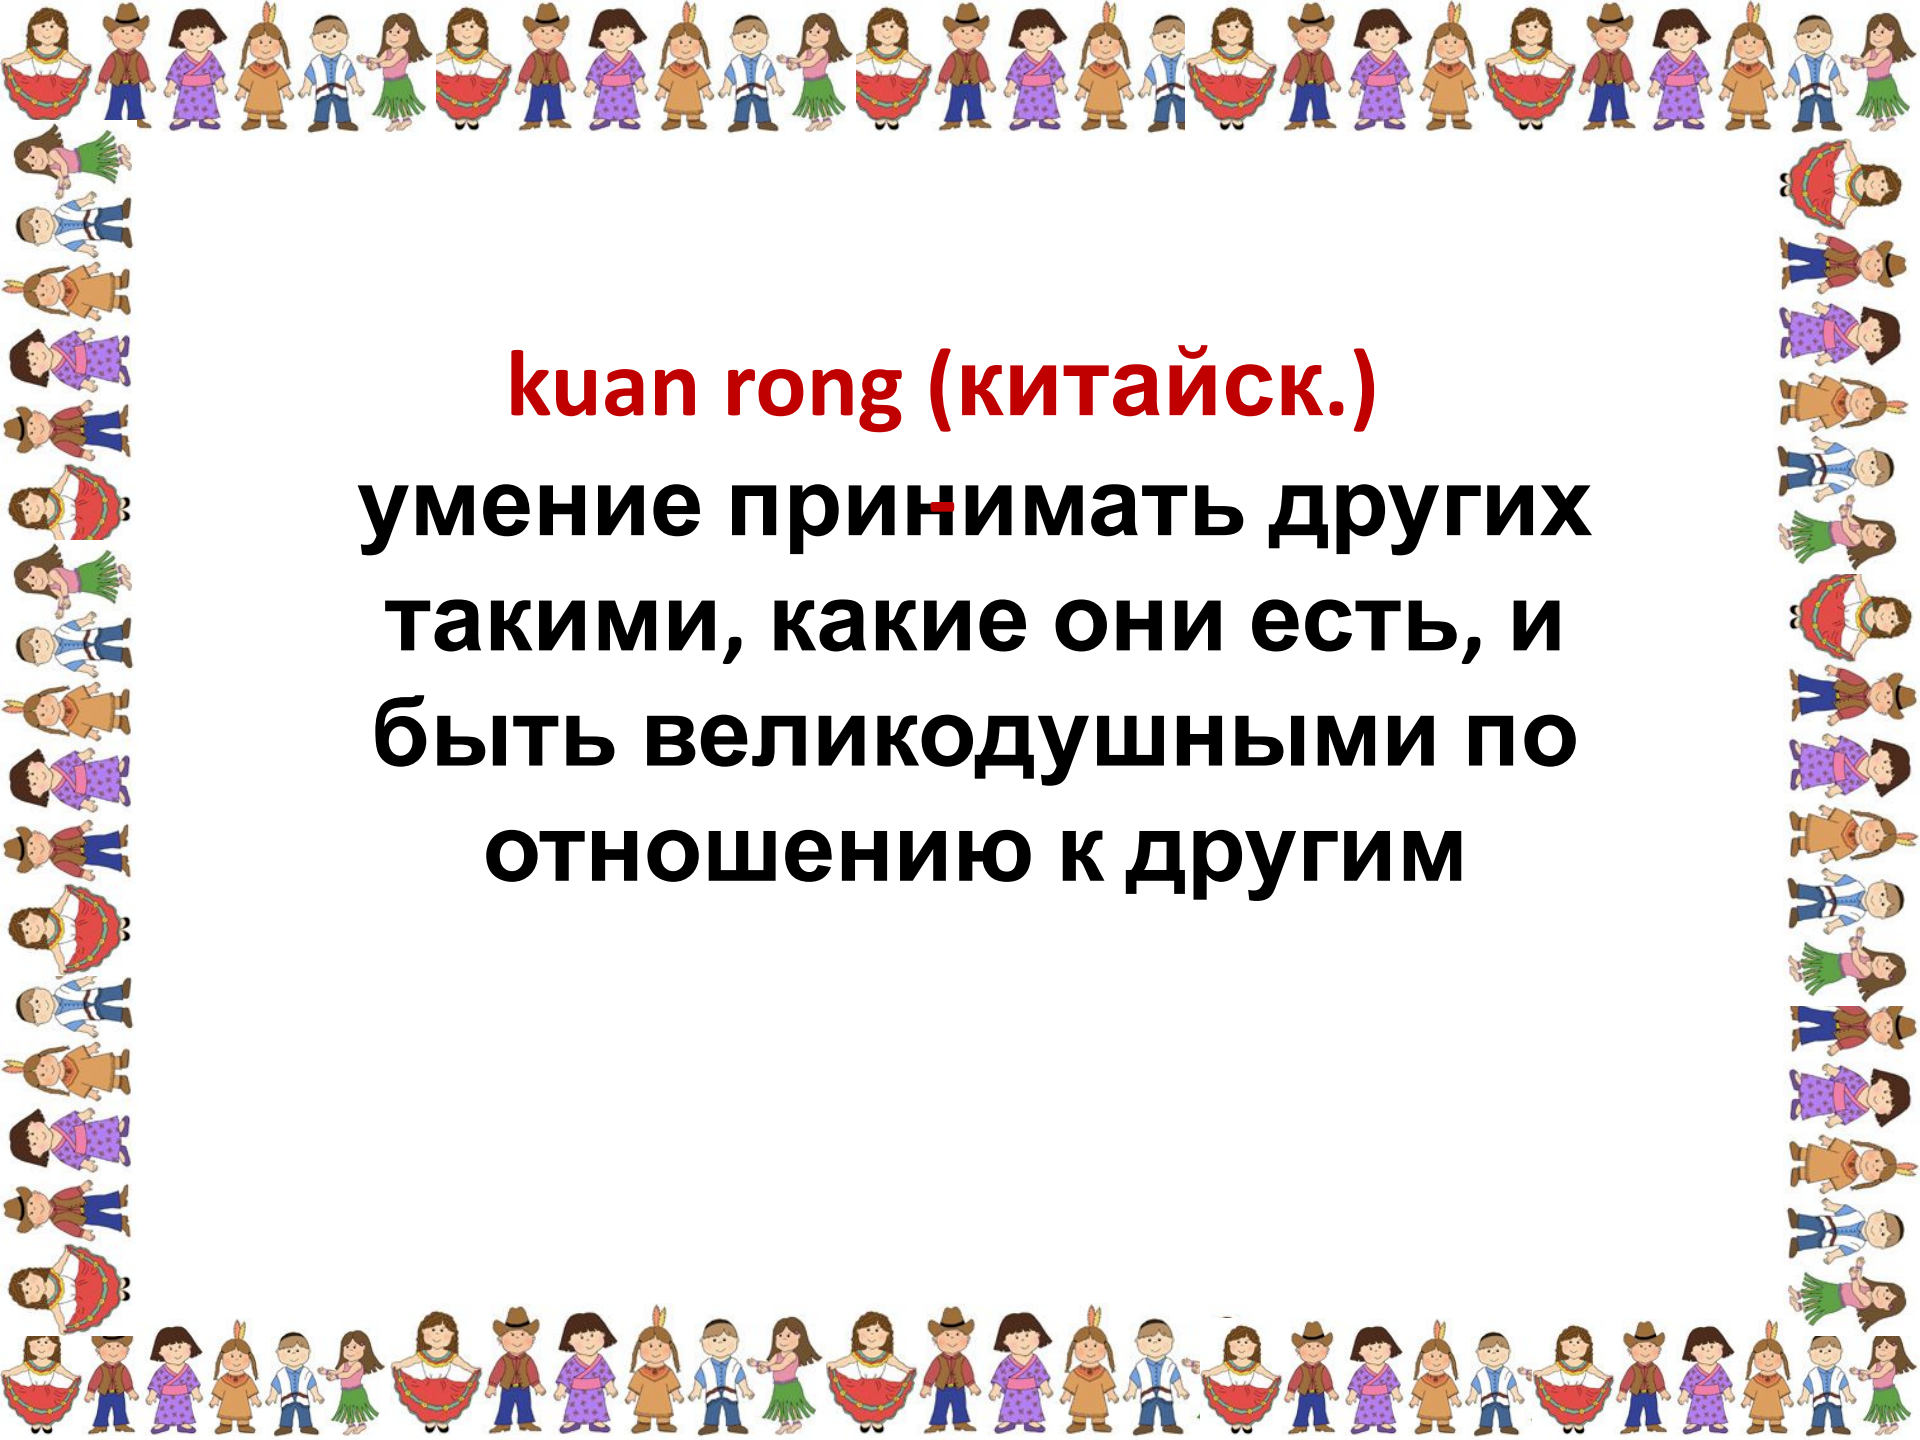 kuan rong (китайск.)
-
умение принимать других
такими, какие они есть, и
быть великодушными по
отношению к другим